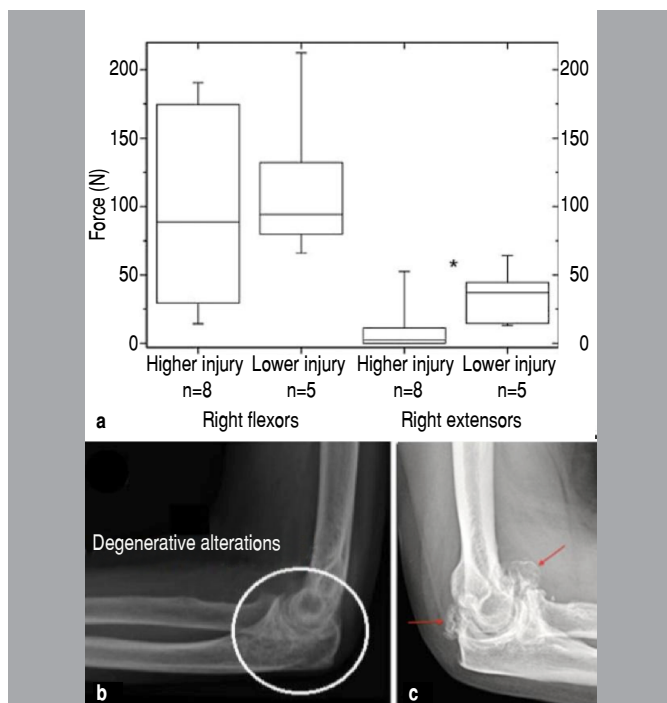 200 200
150 150
100 100
50 50
0 0
Force (N)
*
Higher injury Lower injury Higher injury Lower injury
n=8 n=5 n=8 n=5
Right flexors Right extensors
a
Degenerative alterations
b c